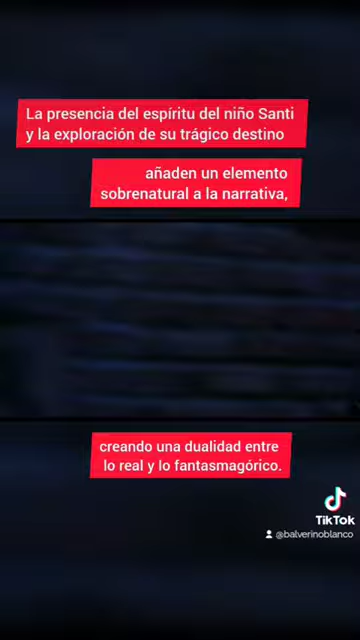 La presencia del espíritu del niño Santi
y la exploración de su trágico destino
añaden un elemento
sobrenatural a la narrativa,
creando una dualidad entre
lo real y lo fantasmagórico.
TikTok
@balverinoblanco